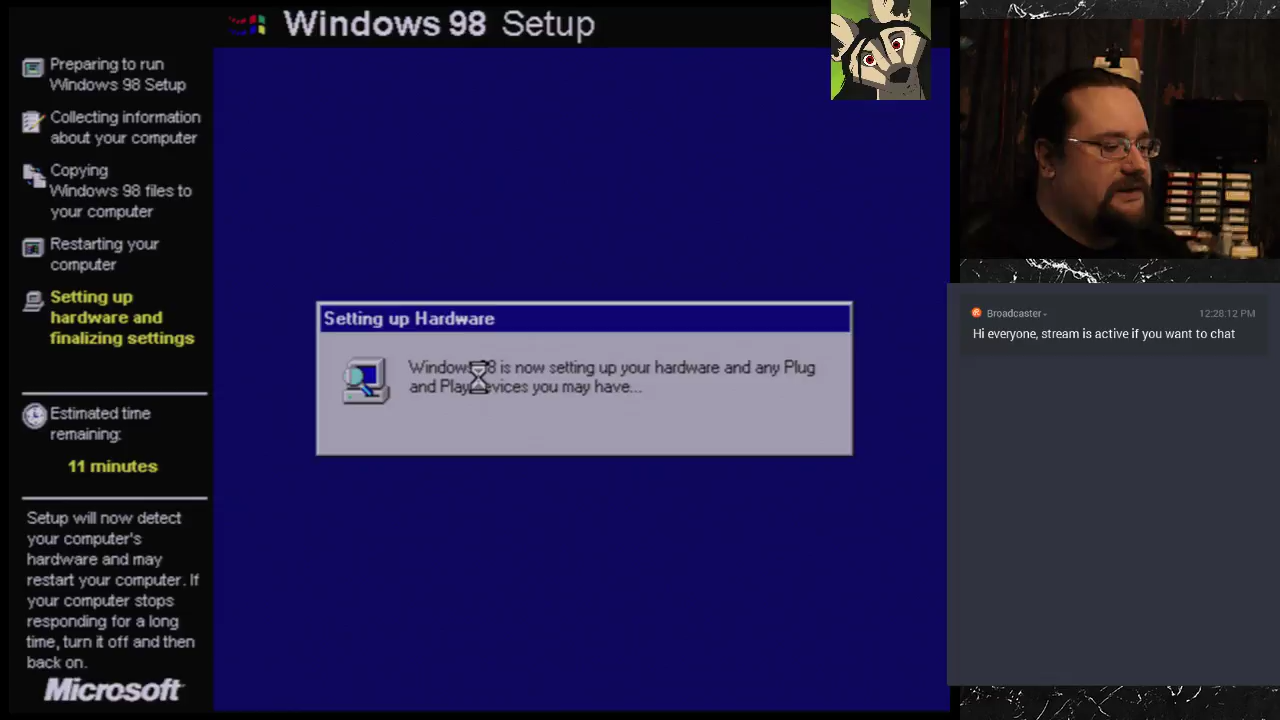 Windows 98 Setup
Preparing to run
Windows 98 Setup
Collecting information
about your computer
Copying
Windows 98 files to
your computer
Restarting your
computer
Setting up
hardware and
finalizing settings
Estimated time
remaining:
11 minutes
Setup will now detect
your computer's
hardware and may
restart your computer. If
your computer stops
responding for a long
time, turn it off and then
back on.
Microsoft
Setting up Hardware
Windows 98 is now setting up your hardware and any Plug
and Play devices you may have...
Broadcaster
12:28:12 PM
Hi everyone, stream is active if you want to chat